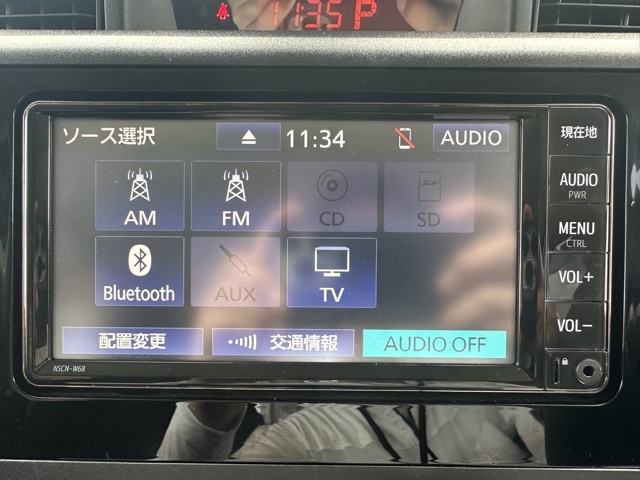 11:35 P
ソース選択
11:34
AUDIO
AM
FM
CD
SD
Bluetooth
AUX
TV
配置変更
交通情報
AUDIO OFF
現在地
AUDIO
PWR
MENU
CTRL
VOL+
VOL−
NSCN-W68